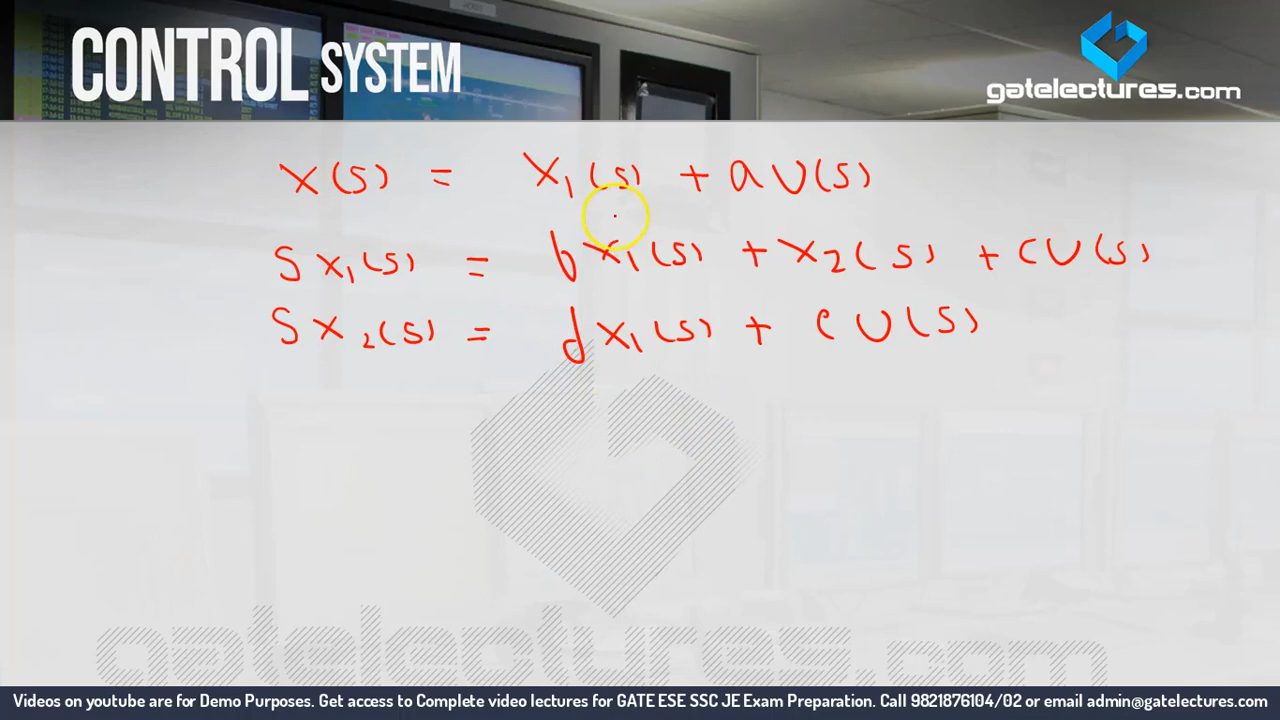 CONTROL SYSTEM
gatelectures.com
X(s) = X₁(s) + aU(s)
SX₁(s) = bX₁(s) + X₂(s) + CU(s)
SX₂(s) = dX₁(s) + eU(s)
gatelectures.com
Videos on youtube are for Demo Purposes. Get access to Complete video lectures for GATE ESE SSC JE Exam Preparation. Call 9821876104/02 or email admin@gatelectures.com